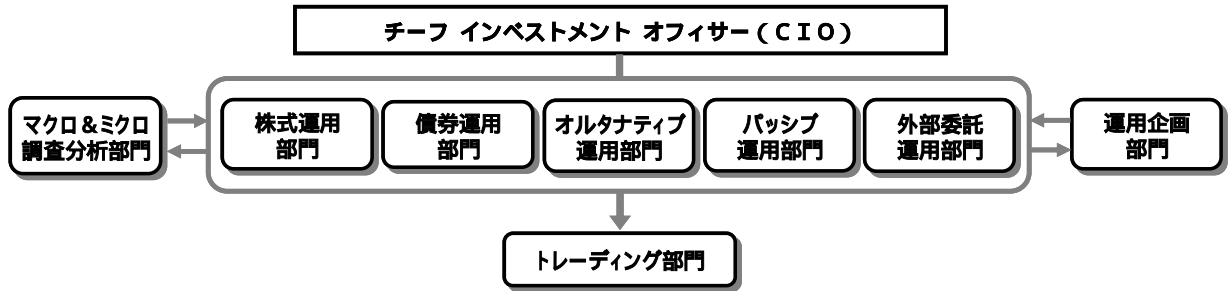 チーフ インベストメント オフィサー(CIO)
マクロ&ミクロ
調査分析部門
株式運用
部門
債券運用
部門
オルタナティブ
運用部門
パッシブ
運用部門
外部委託
運用部門
運用企画
部門
トレーディング部門